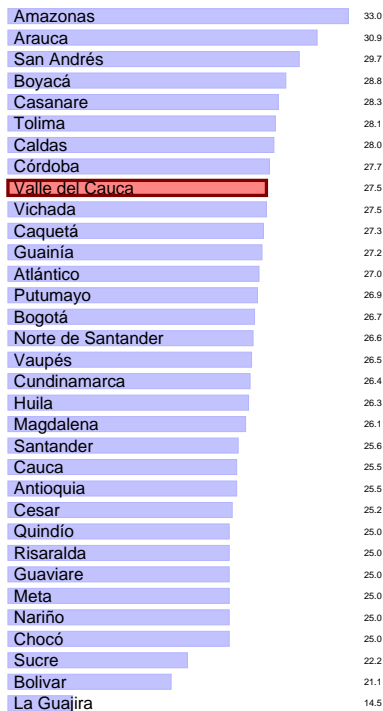 Amazonas 33.0
Arauca 30.9
San Andrés 29.7
Boyacá 28.8
Casanare 28.3
Tolima 28.1
Caldas 28.0
Córdoba 27.7
Valle del Cauca 27.5
Vichada 27.5
Caquetá 27.3
Guainía 27.2
Atlántico 27.0
Putumayo 26.9
Bogotá 26.7
Norte de Santander 26.6
Vaupés 26.5
Cundinamarca 26.4
Huila 26.3
Magdalena 26.1
Santander 25.6
Cauca 25.5
Antioquia 25.5
Cesar 25.2
Quindío 25.0
Risaralda 25.0
Guaviare 25.0
Meta 25.0
Nariño 25.0
Chocó 25.0
Sucre 22.2
Bolivar 21.1
La Guajira 14.5